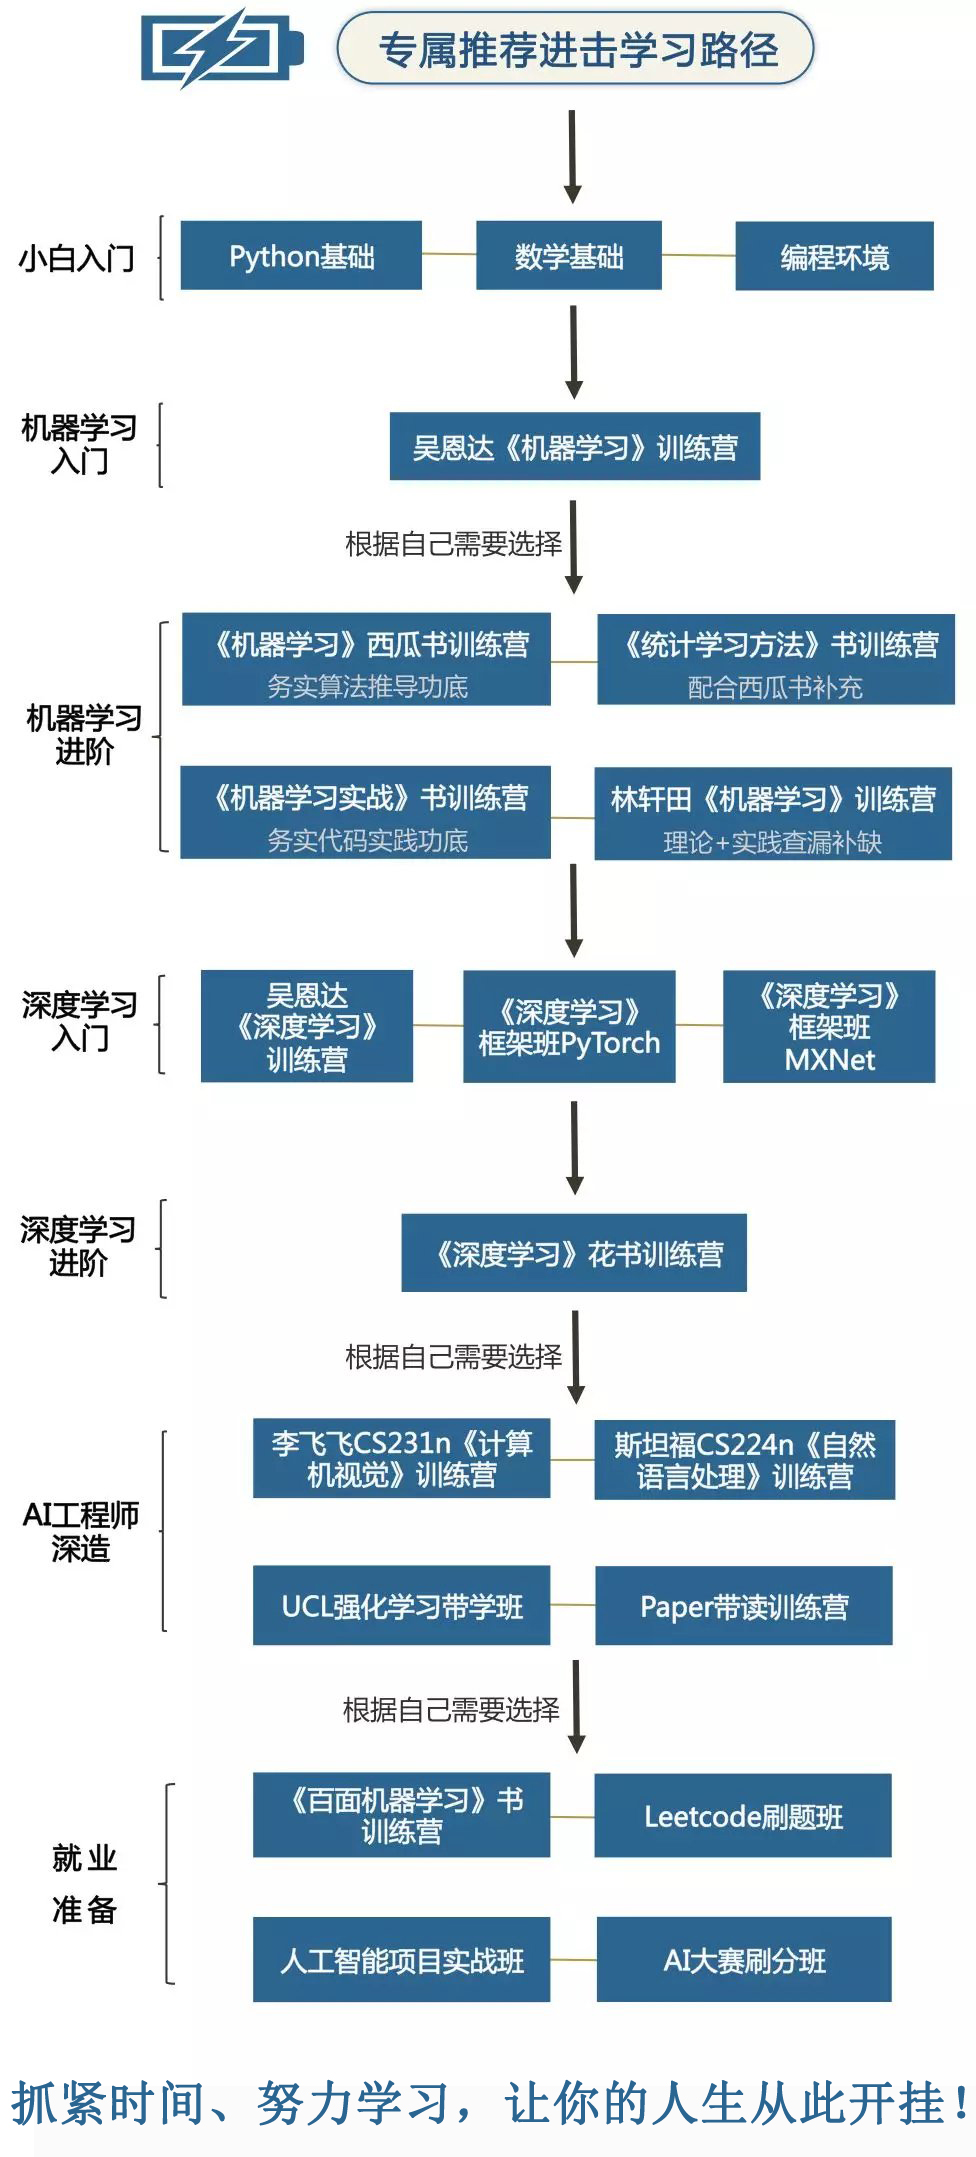 专属推荐进击学习路径
小白入门
Python基础
数学基础
编程环境
机器学习
入门
吴恩达《机器学习》训练营
根据自己需要选择
机器学习
进阶
《机器学习》西瓜书训练营
务实算法推导功底
《统计学习方法》书训练营
配合西瓜书补充
《机器学习实战》书训练营
务实代码实践功底
林轩田《机器学习》训练营
理论+实践查漏补缺
深度学习
入门
吴恩达
《深度学习》
训练营
《深度学习》
框架班PyTorch
《深度学习》
框架班
MXNet
深度学习
进阶
《深度学习》花书训练营
根据自己需要选择
AI工程师
深造
李飞飞CS231n《计算
机视觉》训练营
斯坦福CS224n《自然
语言处理》训练营
UCL强化学习带学班
Paper带读训练营
根据自己需要选择
就业
准备
《百面机器学习》书
训练营
Leetcode刷题班
人工智能项目实战班
AI大赛刷分班
抓紧时间、努力学习，让你的人生从此开挂！